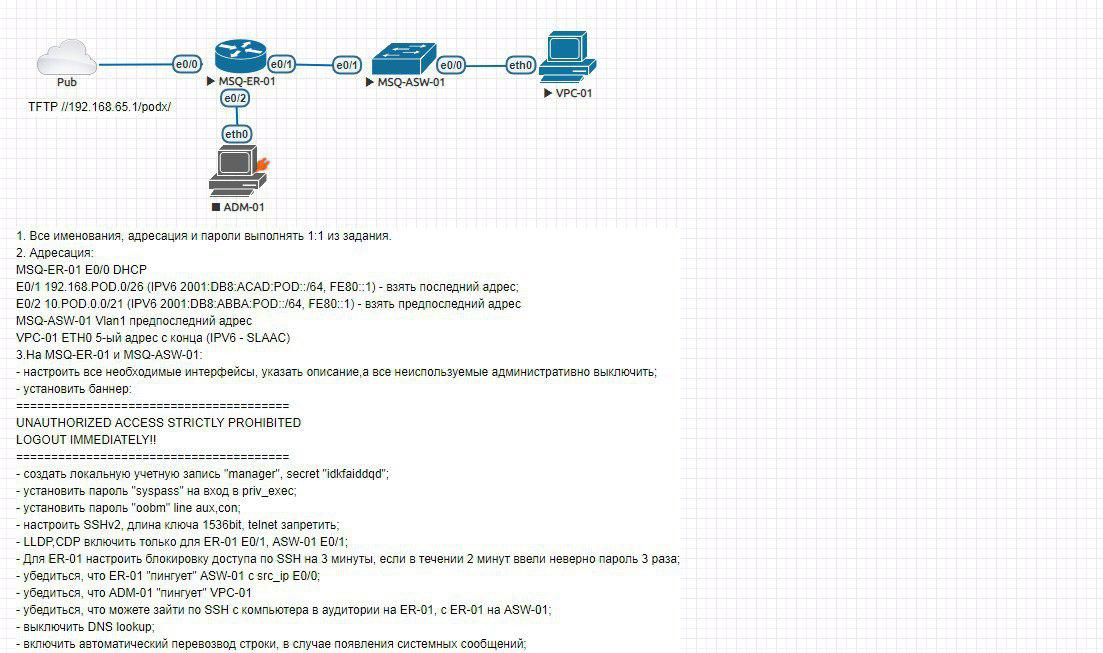 e0/0
e0/1
e0/1
e0/0
eth0
Pub
MSQ-ER-01
MSQ-ASW-01
VPC-01
e0/2
TFTP //192.168.65.1/podx/
eth0
ADM-01
1. Все именования, адресация и пароли выполнять 1:1 из задания.
2. Адресация:
MSQ-ER-01 E0/0 DHCP
E0/1 192.168.POD.0/26 (IPV6 2001:DB8:ACAD:POD::/64, FE80::1) - взять последний адрес;
E0/2 10.POD.0.0/21 (IPV6 2001:DB8:ABBA:POD::/64, FE80::1) - взять предпоследний адрес
MSQ-ASW-01 Vlan1 предпоследний адрес
VPC-01 ETH0 5-ый адрес с конца (IPV6 - SLAAC)
3.На MSQ-ER-01 и MSQ-ASW-01:
- настроить все необходимые интерфейсы, указать описание,а все неиспользуемые административно выключить;
- установить баннер:
=======================================
UNAUTHORIZED ACCESS STRICTLY PROHIBITED
LOGOUT IMMEDIATELY!!
=======================================
- создать локальную учетную запись "manager", secret "idkfaiddqd";
- установить пароль "syspass" на вход в priv_exec;
- установить пароль "oobm" line aux,con;
- настроить SSHv2, длина ключа 1536bit, telnet запретить;
- LLDP,CDP включить только для ER-01 E0/1, ASW-01 E0/1;
- Для ER-01 настроить блокировку доступа по SSH на 3 минуты, если в течении 2 минут ввели неверно пароль 3 раза;
- убедиться, что ER-01 "пингует" ASW-01 с src_ip E0/0;
- убедиться, что ADM-01 "пингует" VPC-01
- убедиться, что можете зайти по SSH с компьютера в аудитории на ER-01, с ER-01 на ASW-01;
- выключить DNS lookup;
- включить автоматический перевозвод строки, в случае появления системных сообщений;